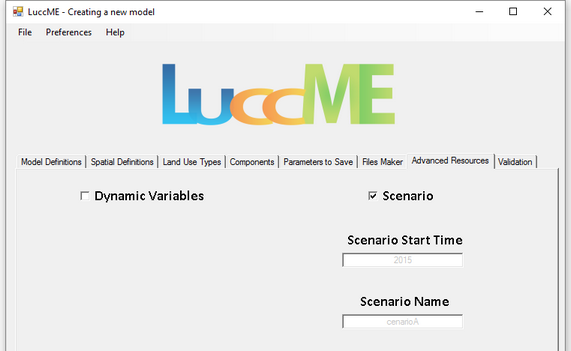 LuccME - Creating a new model
File Preferences Help
LuccME
Model Definitions Spatial Definitions Land Use Types Components Parameters to Save Files Maker Advanced Resources Validation
Dynamic Variables Scenario
Scenario Start Time
2015
Scenario Name
cenarioA